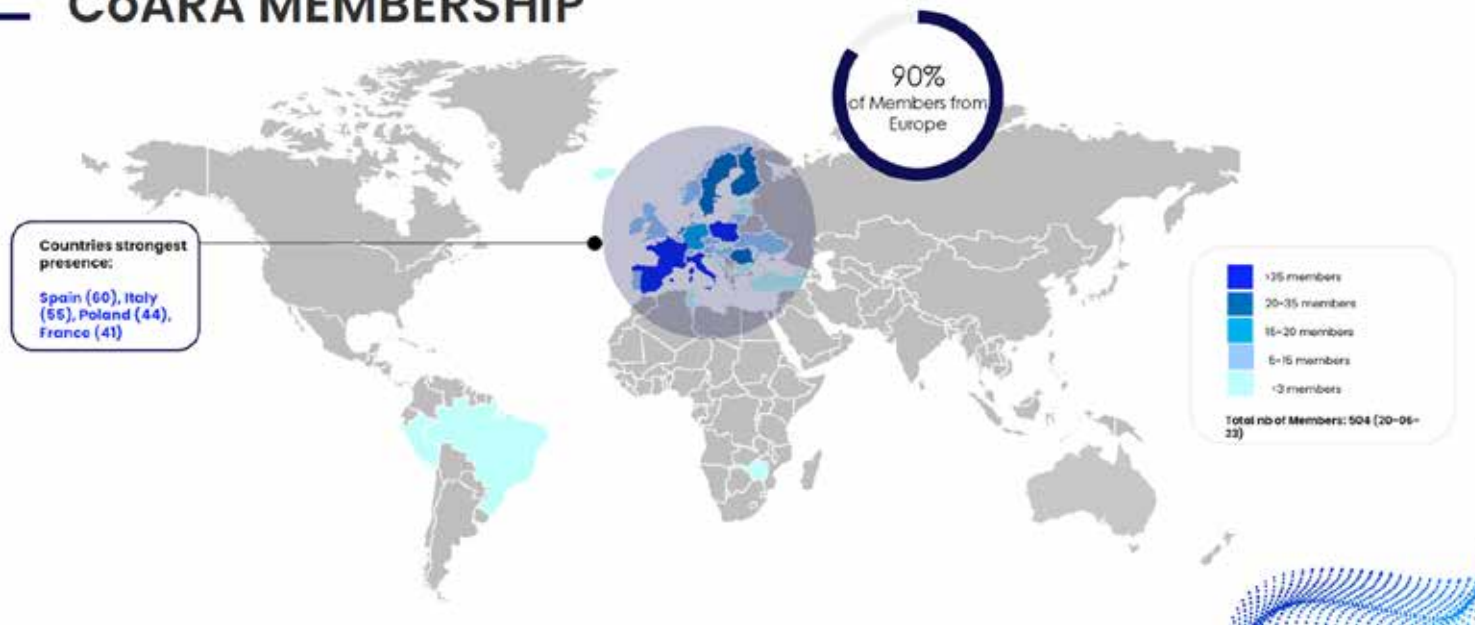 CoARA MEMBERSHIP
90%
of Members from
Europe
Countries strongest
presence:
Spain (60), Italy
(55), Poland (44),
France (41)
>35 members
20-35 members
15-20 members
5-15 members
<3 members
Total nb of Members: 504 (20-06-
23)